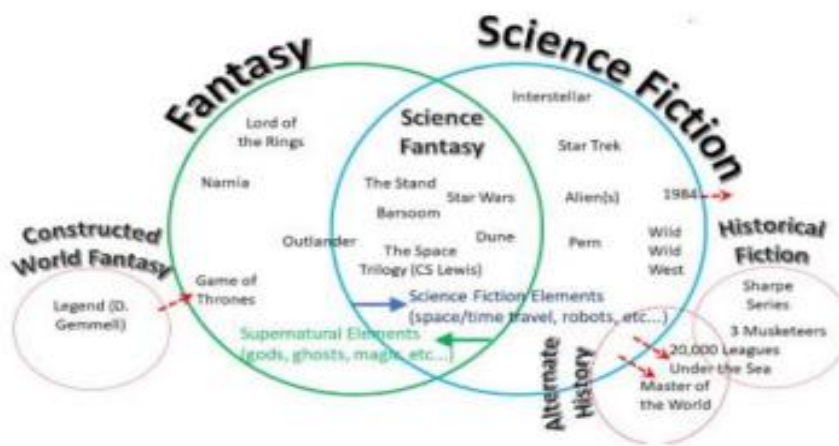 Fantasy
Science Fiction
Interstellar
Lord of
the Rings
Science
Fantasy
Star Trek
Narnia
The Stand
Star Wars
Barsoom
Alien(s)
1984
Constructed
World Fantasy
Outlander
Dune
The Space
Trilogy (CS Lewis)
Pern
Wild
Wild
West
Historical
Fiction
Game of
Thrones
Legend (D.
Gemmell)
Science Fiction Elements
(space/time travel, robots, etc...)
Supernatural Elements
(gods, ghosts, magic, etc...)
Sharpe
Series
3 Musketeers
20,000 Leagues
Under the Sea
Alternate
History
Master of
the World